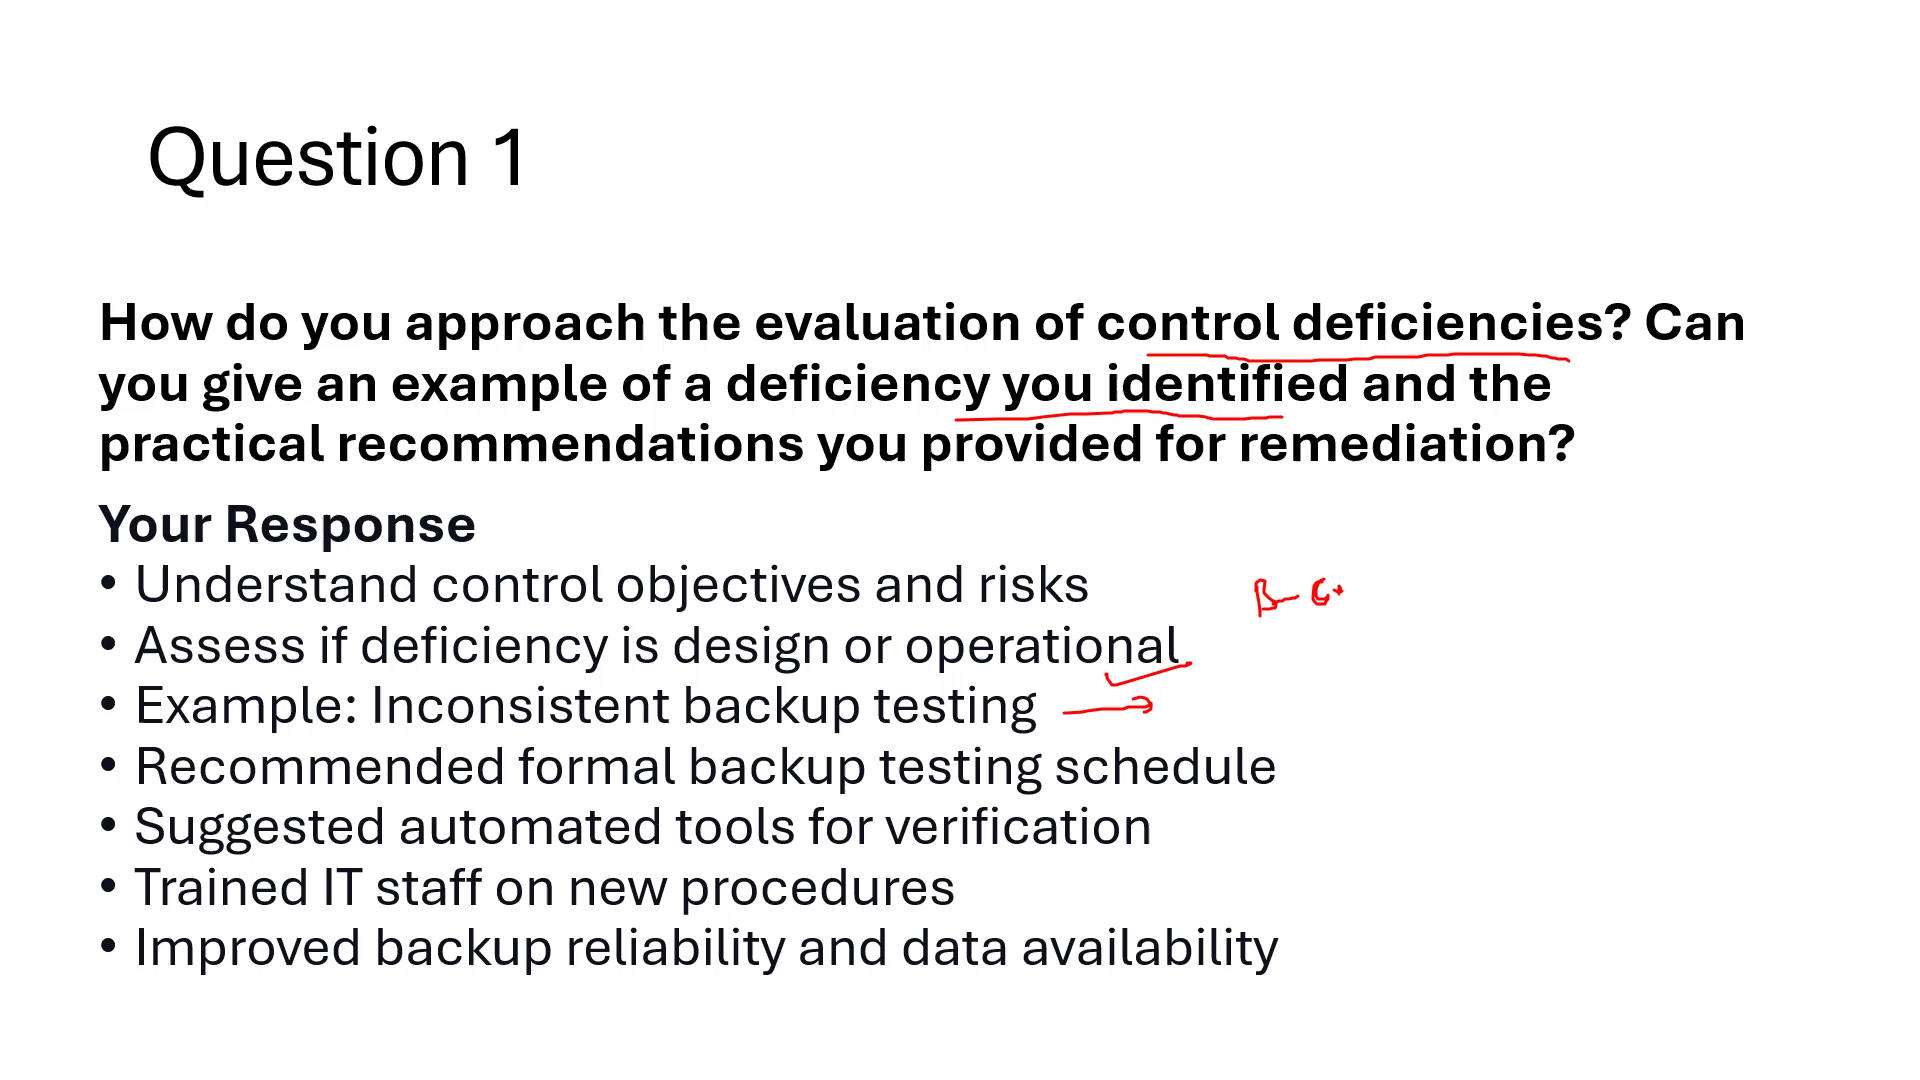 Question 1
How do you approach the evaluation of control deficiencies? Can
you give an example of a deficiency you identified and the
practical recommendations you provided for remediation?
Your Response
• Understand control objectives and risks
• Assess if deficiency is design or operational
• Example: Inconsistent backup testing
• Recommended formal backup testing schedule
• Suggested automated tools for verification
• Trained IT staff on new procedures
• Improved backup reliability and data availability